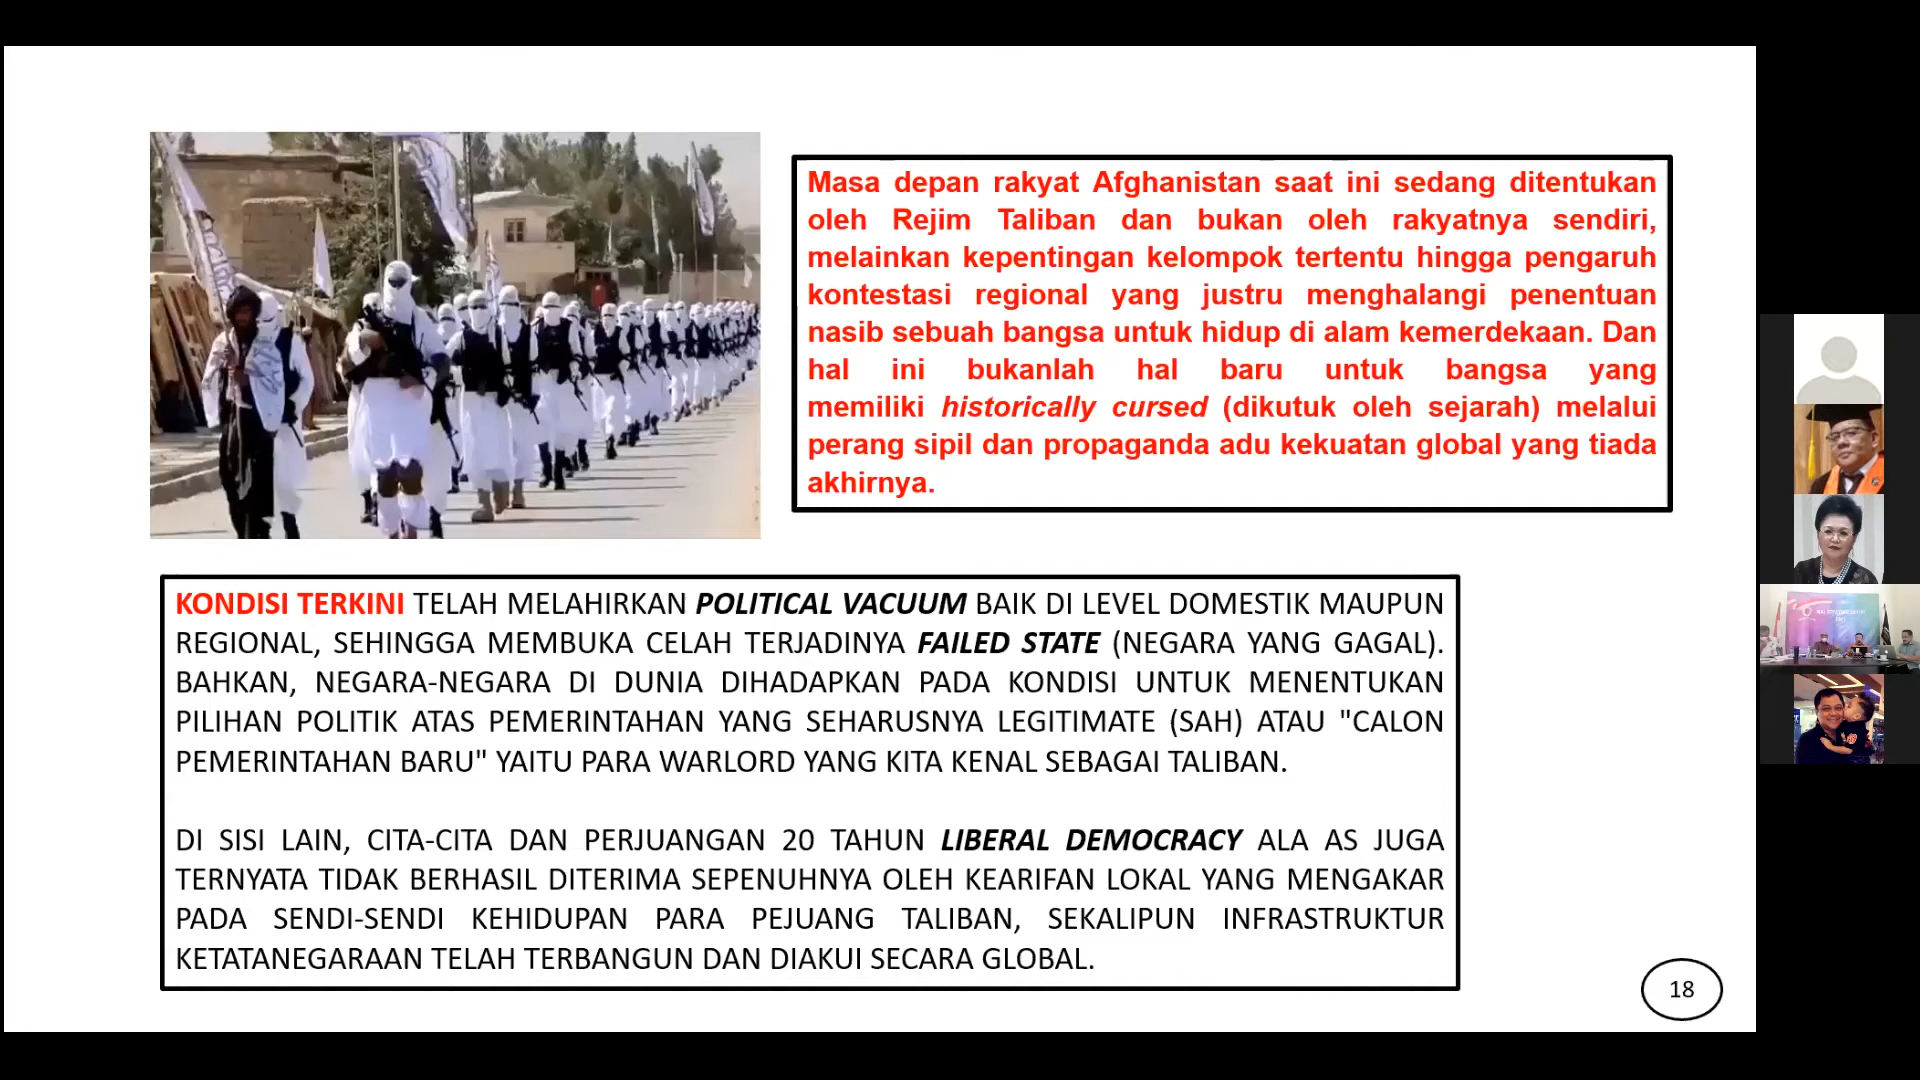 Masa depan rakyat Afghanistan saat ini sedang ditentukan
oleh Rejim Taliban dan bukan oleh rakyatnya sendiri,
melainkan kepentingan kelompok tertentu hingga pengaruh
kontestasi regional yang justru menghalangi penentuan
nasib sebuah bangsa untuk hidup di alam kemerdekaan. Dan
hal ini bukanlah hal baru untuk bangsa yang
memiliki historically cursed (dikutuk oleh sejarah) melalui
perang sipil dan propaganda adu kekuatan global yang tiada
akhirnya.
KONDISI TERKINI TELAH MELAHIRKAN POLITICAL VACUUM BAIK DI LEVEL DOMESTIK MAUPUN
REGIONAL, SEHINGGA MEMBUKA CELAH TERJADINYA FAILED STATE (NEGARA YANG GAGAL).
BAHKAN, NEGARA-NEGARA DI DUNIA DIHADAPKAN PADA KONDISI UNTUK MENENTUKAN
PILIHAN POLITIK ATAS PEMERINTAHAN YANG SEHARUSNYA LEGITIMATE (SAH) ATAU "CALON
PEMERINTAHAN BARU" YAITU PARA WARLORD YANG KITA KENAL SEBAGAI TALIBAN.
DI SISI LAIN, CITA-CITA DAN PERJUANGAN 20 TAHUN LIBERAL DEMOCRACY ALA AS JUGA
TERNYATA TIDAK BERHASIL DITERIMA SEPENUHNYA OLEH KEARIFAN LOKAL YANG MENGAKAR
PADA SENDI-SENDI KEHIDUPAN PARA PEJUANG TALIBAN, SEKALIPUN INFRASTRUKTUR
KETATANEGARAAN TELAH TERBANGUN DAN DIAKUI SECARA GLOBAL.
18